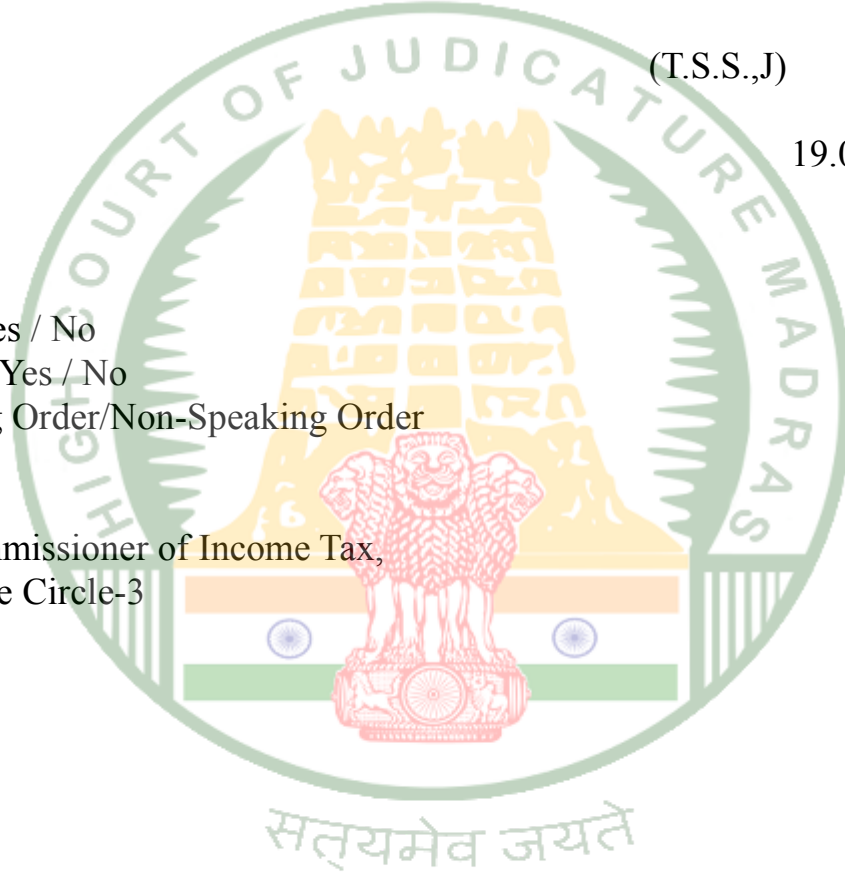 (T.S.S.,J)
19.0
es / No
Yes / No
Order/Non-Speaking Order
missioner of Income Tax,
e Circle-3
HIGH COURT OF JUDICATURE MADRAS
सत्यमेव जयते